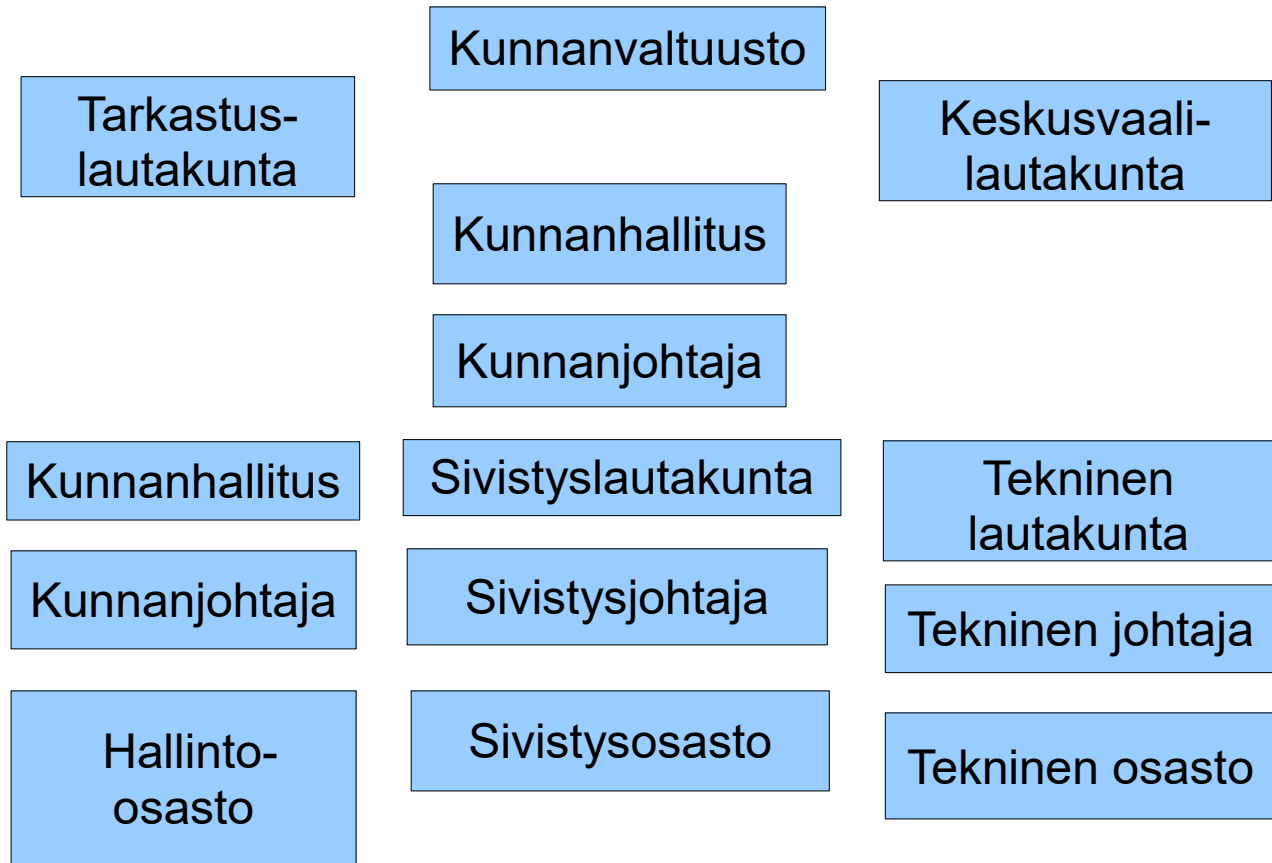 Kunnanvaltuusto
Tarkastus-
lautakunta
Keskusvaali-
lautakunta
Kunnanhallitus
Kunnanjohtaja
Kunnanhallitus
Sivistyslautakunta
Tekninen
lautakunta
Kunnanjohtaja
Sivistysjohtaja
Tekninen johtaja
Hallinto-
osasto
Sivistysosasto
Tekninen osasto